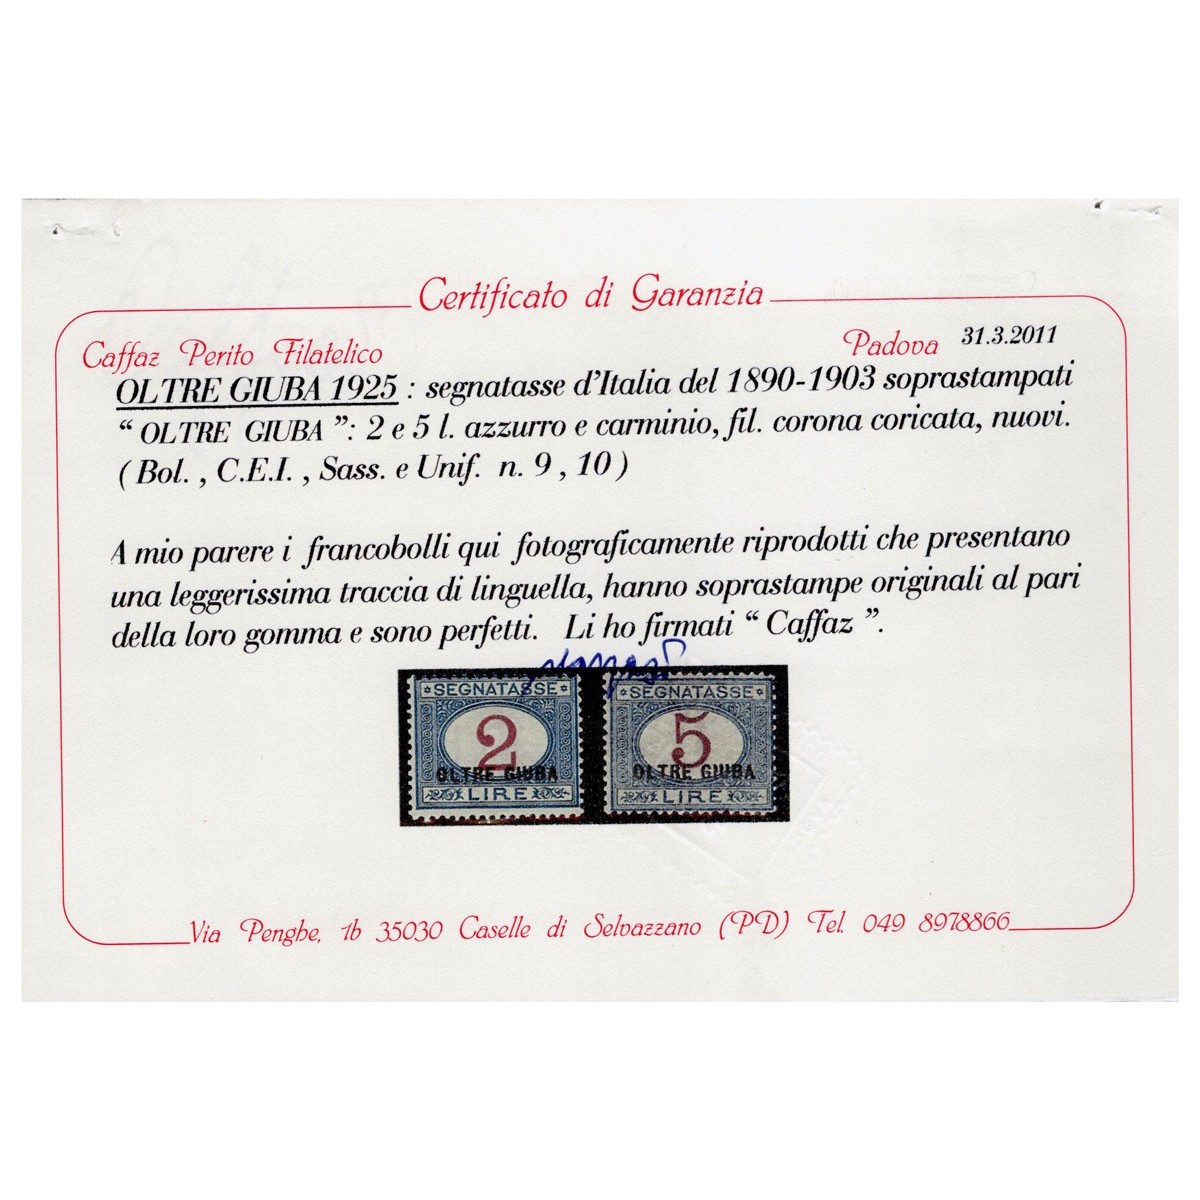 Certificato di Garanzia
Caffaz Perito Filatelico
Padova 31.3.2011
OLTRE GIUBA 1925 : segnatasse d'Italia del 1890-1903 soprastampati
“ OLTRE GIUBA ”: 2 e 5 l. azzurro e carminio, fil. corona coricata, nuovi.
( Bol. , C.E.I. , Sass. e Unif. n. 9 , 10 )
A mio parere i francobolli qui fotograficamente riprodotti che presentano
una leggerissima traccia di linguella, hanno soprastampe originali al pari
della loro gomma e sono perfetti. Li ho firmati “ Caffaz ”.
SEGNATASSE
2
OLTRE GIUBA
LIRE
SEGNATASSE
5
OLTRE GIUBA
LIRE
Via Penghe, 1b 35030 Caselle di Selvazzano (PD) Tel. 049 8978866